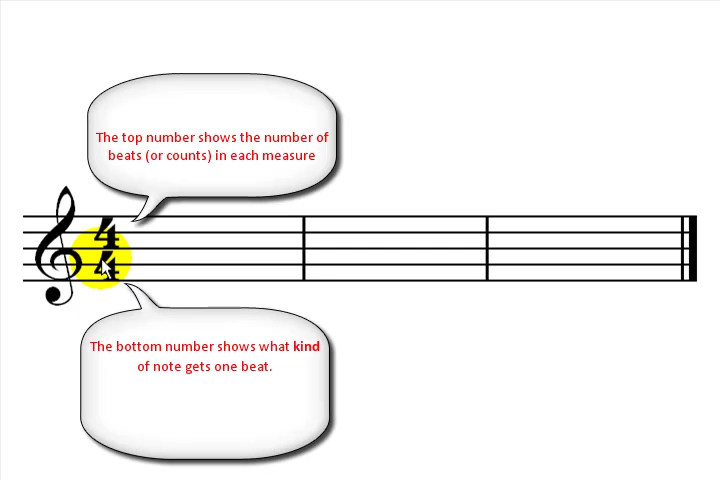 The top number shows the number of
beats (or counts) in each measure
4
4
The bottom number shows what kind
of note gets one beat.